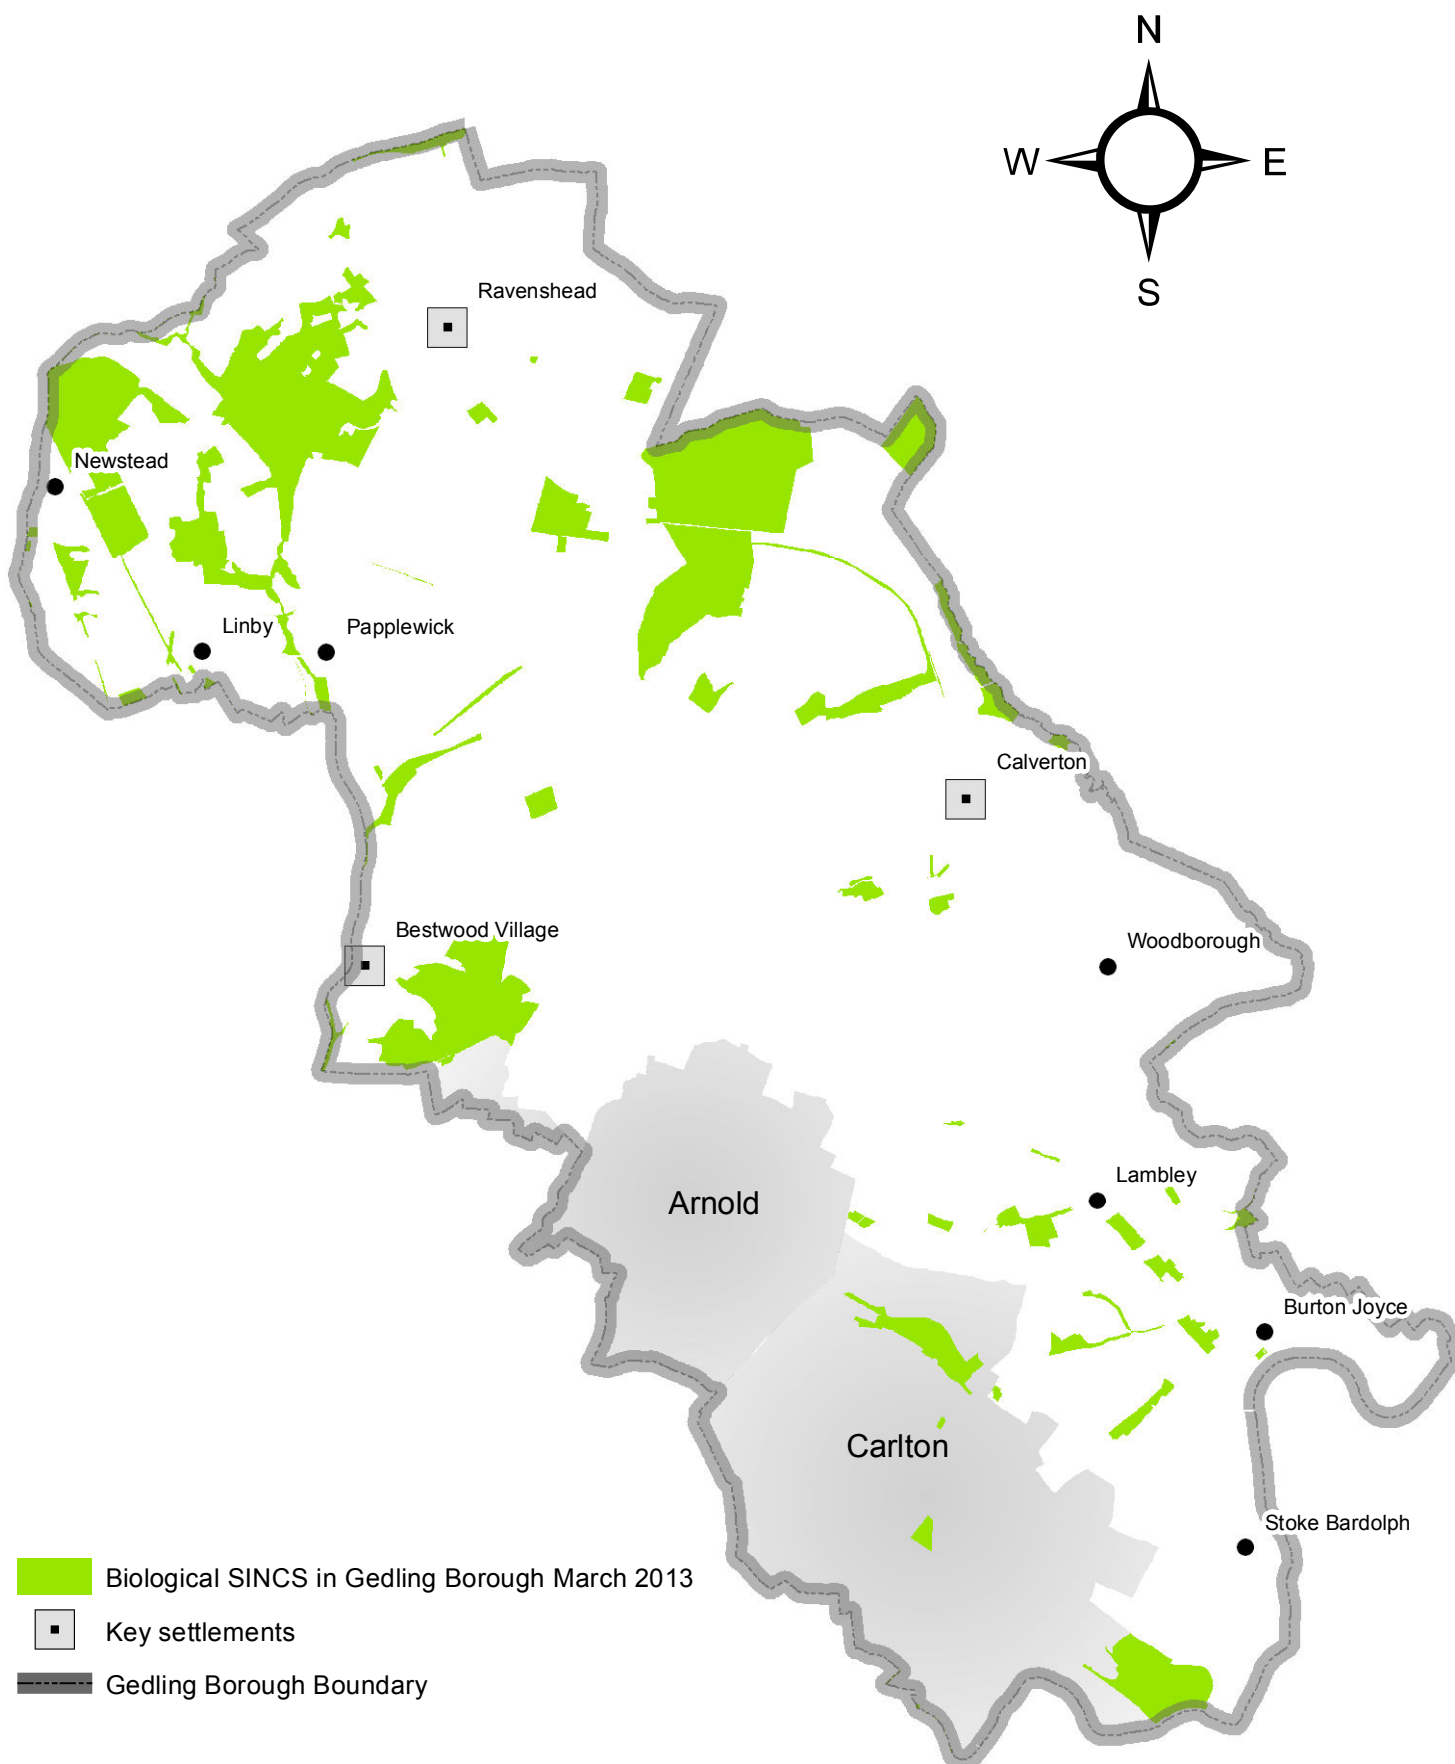 N
W
E
S
Ravenshead
Newstead
Linby
Papplewick
Calverton
Bestwood Village
Woodborough
Lambley
Arnold
Burton Joyce
Carlton
Stoke Bardolph
Biological SINCS in Gedling Borough March 2013
Key settlements
Gedling Borough Boundary